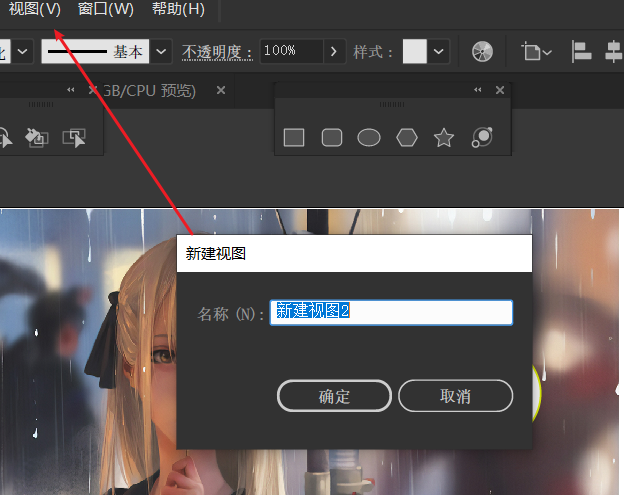 视图(V) 窗口(W) 帮助(H)
基本 不透明度: 100% 样式:
GB/CPU 预览)
新建视图
名称 (N): 新建视图2
确定 取消